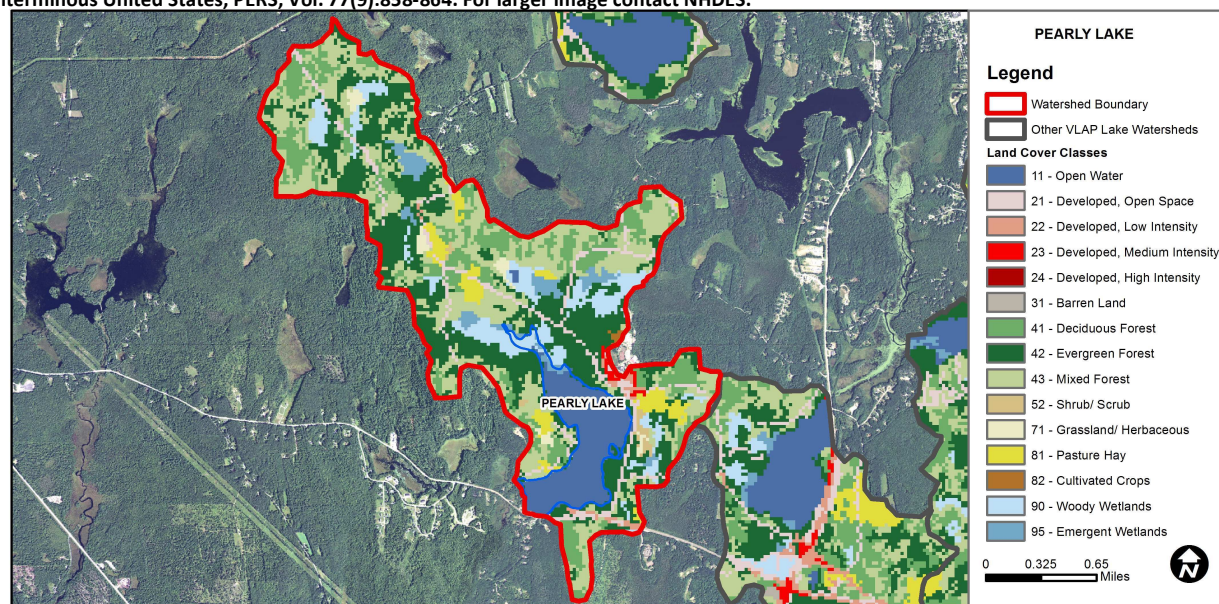 nterminous United States, PERS, Vol. 77(9):858-864. For larger image contact NHDES.
PEARLY LAKE
PEARLY LAKE
Legend
Watershed Boundary
Other VLAP Lake Watersheds
Land Cover Classes
11 - Open Water
21 - Developed, Open Space
22 - Developed, Low Intensity
23 - Developed, Medium Intensity
24 - Developed, High Intensity
31 - Barren Land
41 - Deciduous Forest
42 - Evergreen Forest
43 - Mixed Forest
52 - Shrub/ Scrub
71 - Grassland/ Herbaceous
81 - Pasture Hay
82 - Cultivated Crops
90 - Woody Wetlands
95 - Emergent Wetlands
0 0.325 0.65
Miles
N